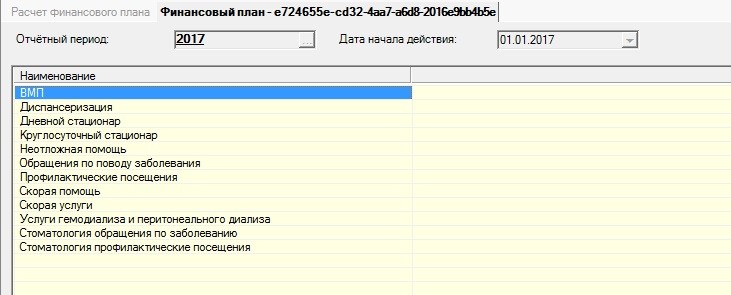 Расчет финансового плана Финансовый план - e724655e-cd32-4aa7-a6d8-2016e9bb4b5e
Отчётный период: 2017 ... Дата начала действия: 01.01.2017
Наименование
ВМП
Диспансеризация
Дневной стационар
Круглосуточный стационар
Неотложная помощь
Обращения по поводу заболевания
Профилактические посещения
Скорая помощь
Скорая услуги
Услуги гемодиализа и перитонеального диализа
Стоматология обращения по заболеванию
Стоматология профилактические посещения